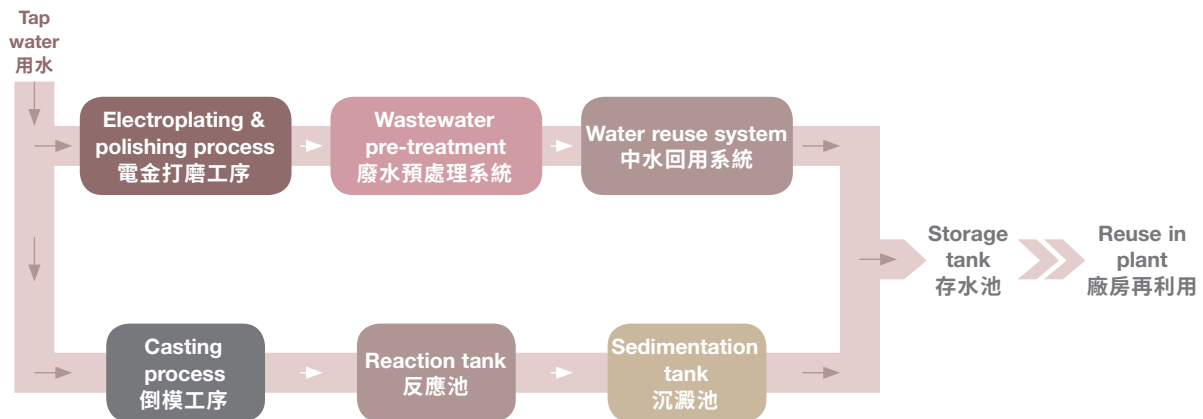 Tap
water
用水
Electroplating &
polishing process
電金打磨工序
Wastewater
pre-treatment
廢水預處理系統
Water reuse system
中水回用系統
Storage
tank
存水池
Reuse in
plant
廠房再利用
Casting
process
倒模工序
Reaction tank
反應池
Sedimentation
tank
沉澱池